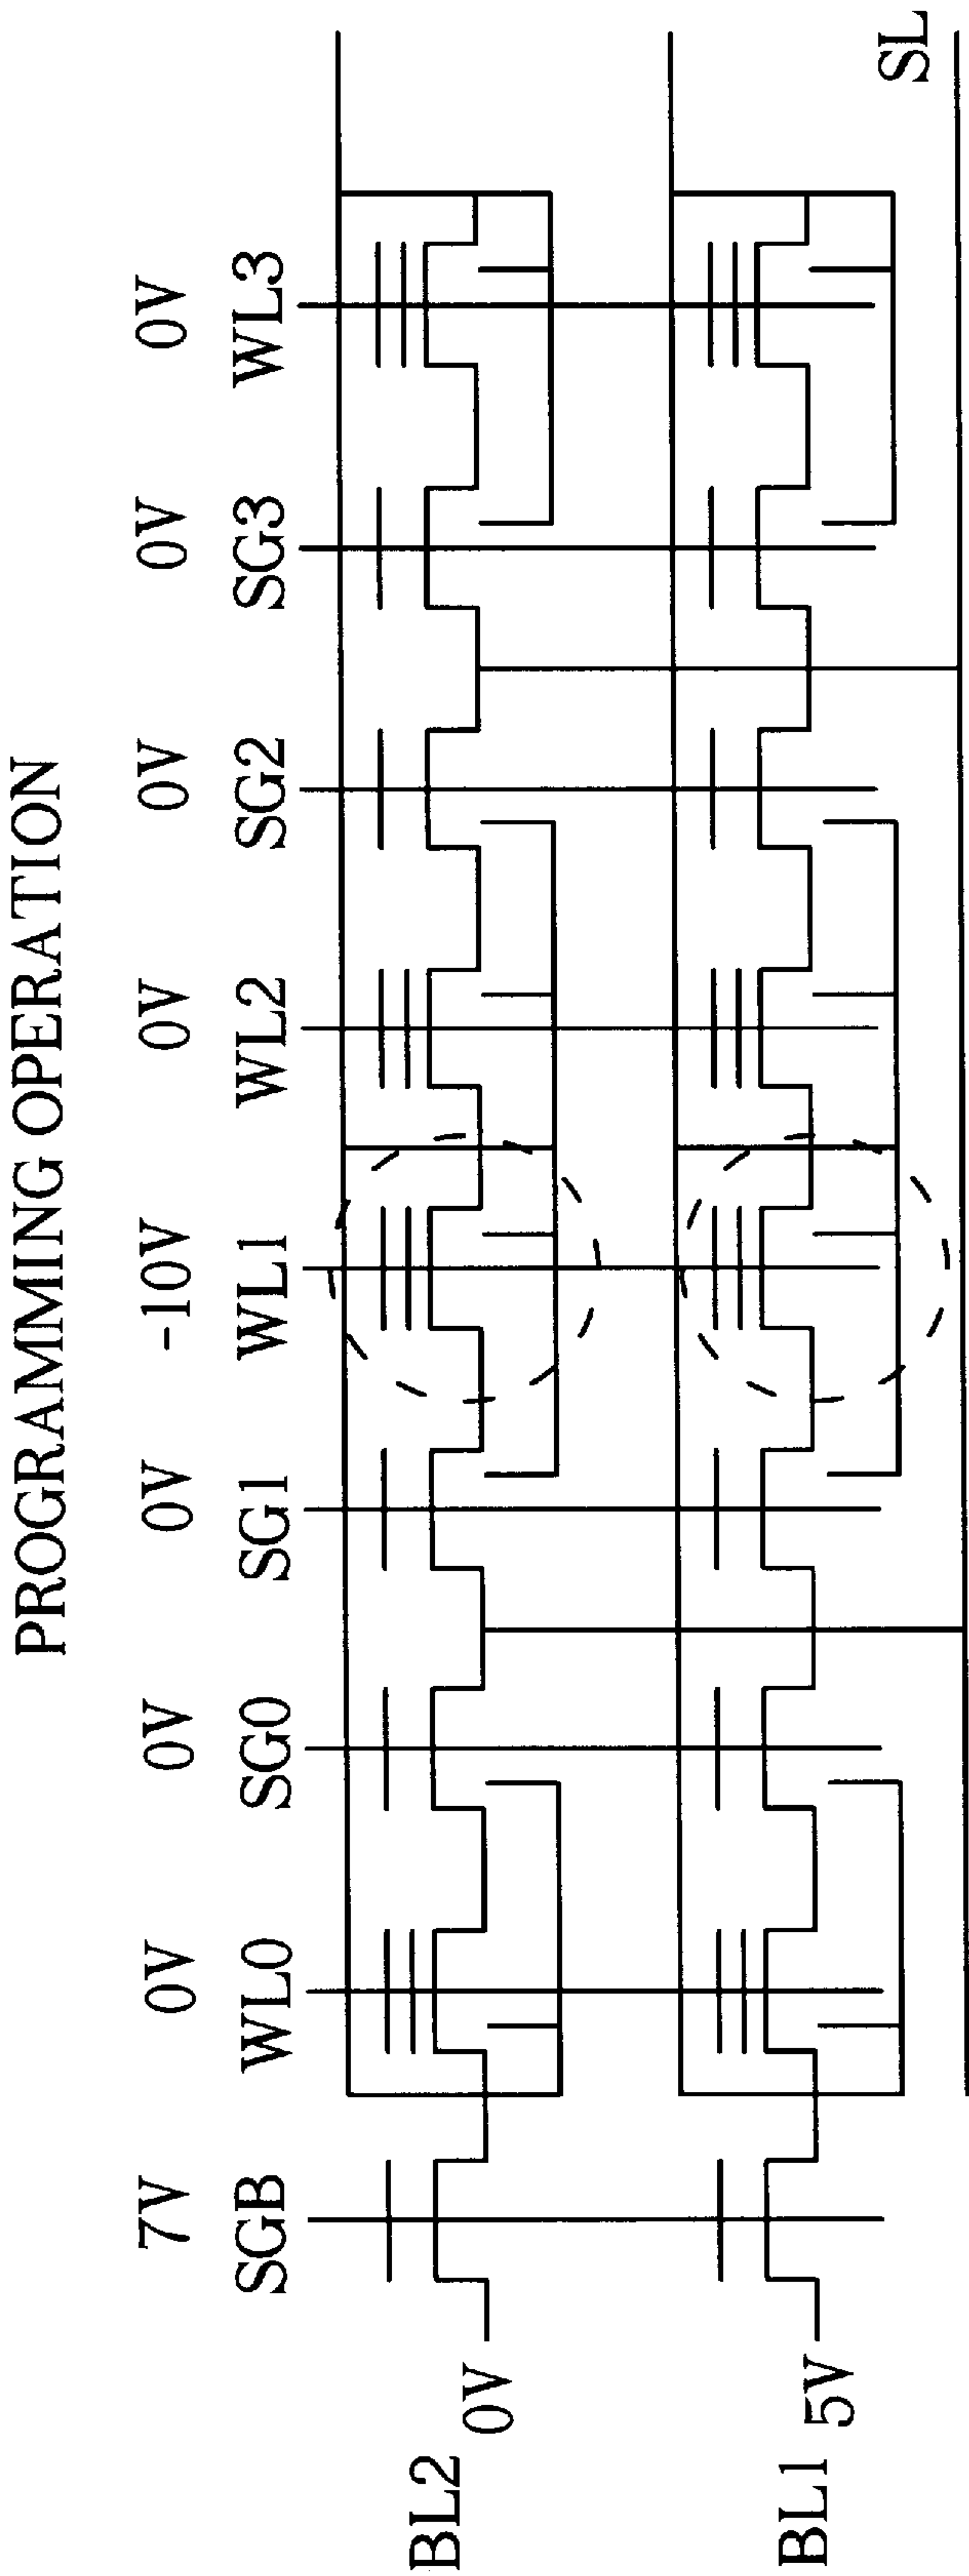 PROGRAMMING OPERATION
7V 0V 0V 0V -10V 0V 0V 0V 0V
SGB WL0 SG0 SG1 WL1 WL2 SG2 SG3 WL3
BL2
0V
BL1
5V
SL